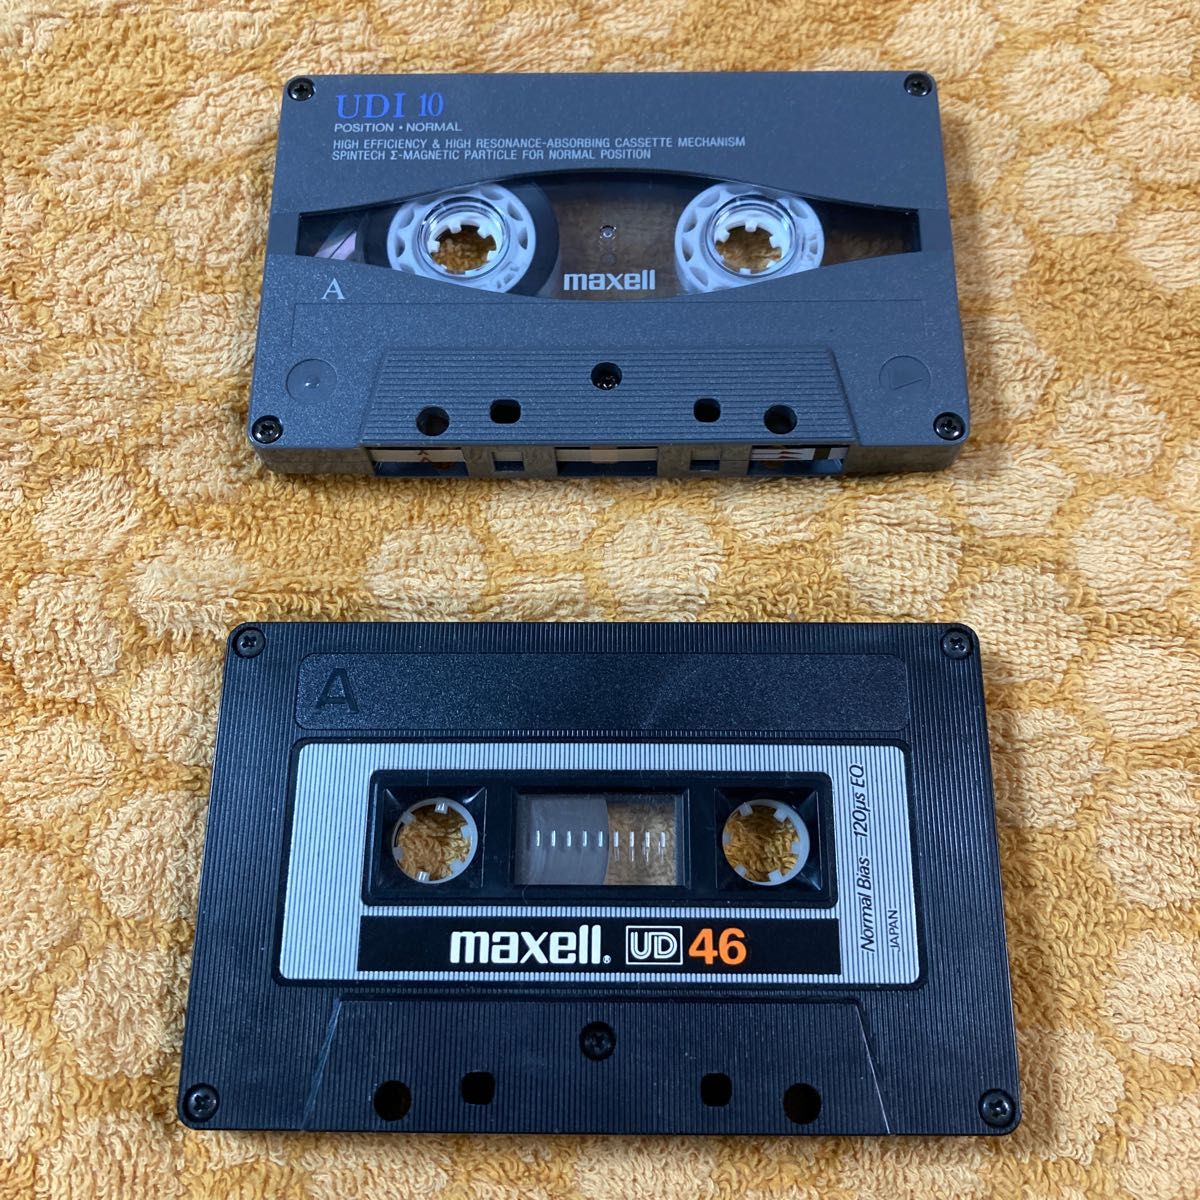 UDI 10
POSITION • NORMAL
HIGH EFFICIENCY & HIGH RESONANCE-ABSORBING CASSETTE MECHANISM
SPINTECH Σ-MAGNETIC PARTICLE FOR NORMAL POSITION
maxell
A
A
Normal Bias —120μs EQ
JAPAN
maxell® UD 46